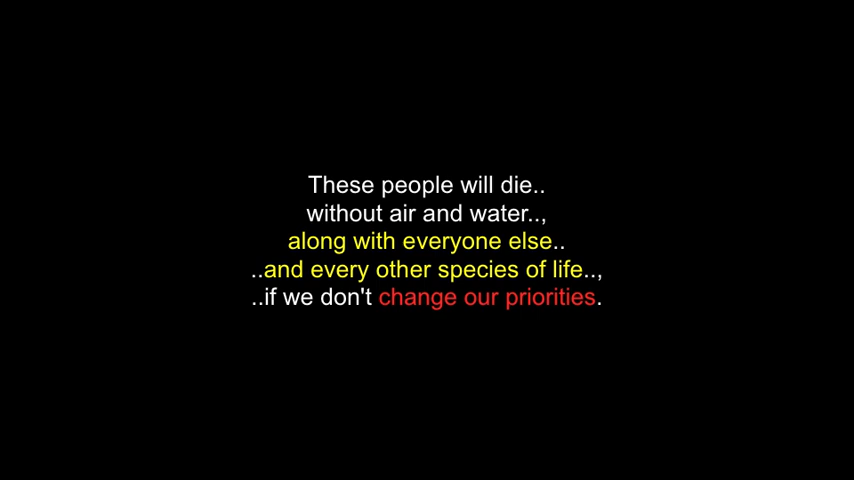 These people will die..
without air and water..,
along with everyone else..
..and every other species of life..,
..if we don't change our priorities.